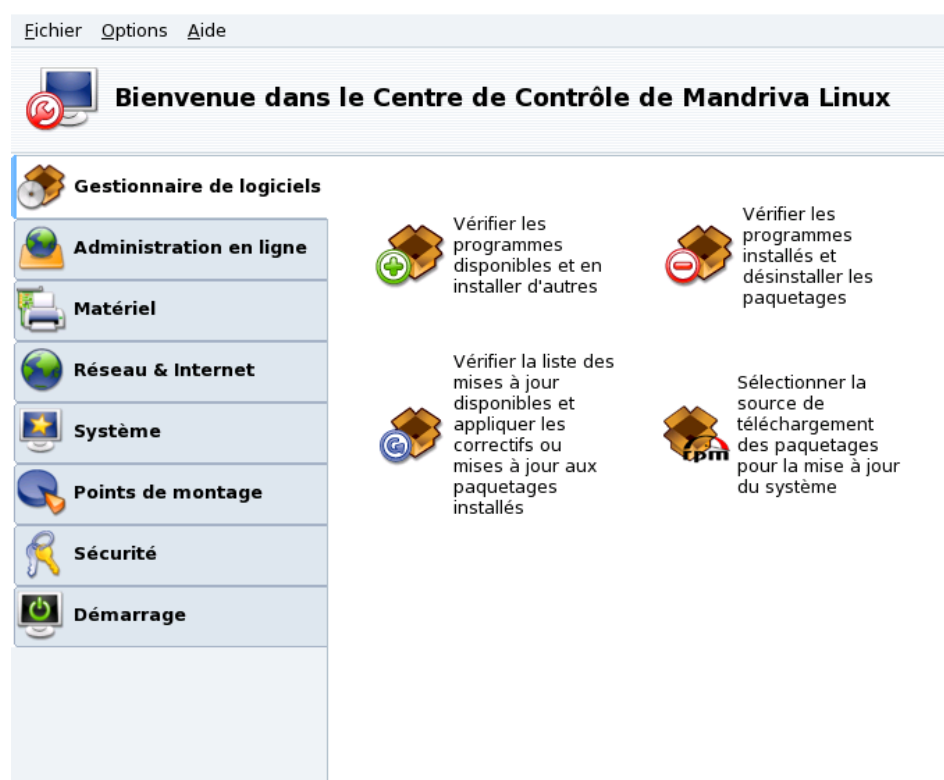 Fichier Options Aide
Bienvenue dans le Centre de Contrôle de Mandriva Linux
Gestionnaire de logiciels
Administration en ligne
Matériel
Réseau & Internet
Système
Points de montage
Sécurité
Démarrage
Vérifier les
programmes
disponibles et en
installer d'autres
Vérifier les
programmes
installés et
désinstaller les
paquetages
Vérifier la liste des
mises à jour
disponibles et
appliquer les
correctifs ou
mises à jour aux
paquetages
installés
rpm
Sélectionner la
source de
téléchargement
des paquetages
pour la mise à jour
du système